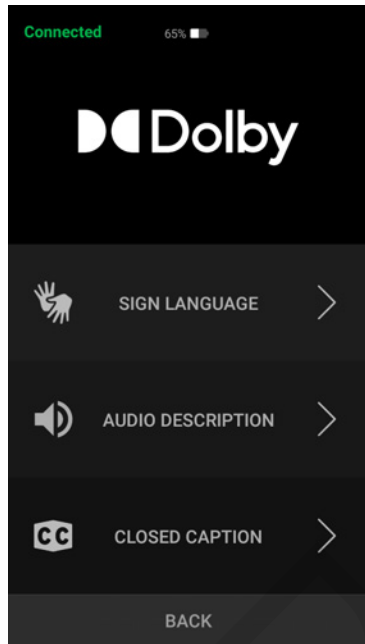 Connected 65%
Dolby
SIGN LANGUAGE
AUDIO DESCRIPTION
CC CLOSED CAPTION
BACK